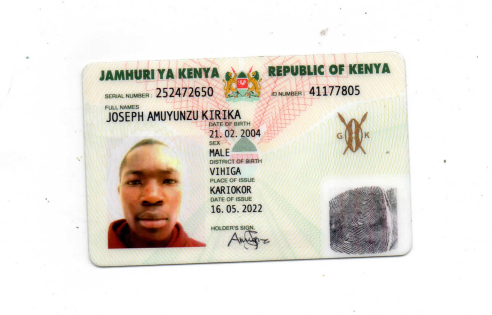 JAMHURI YA KENYA REPUBLIC OF KENYA
SERIAL NUMBER: 252472650 ID NUMBER: 41177805
FULL NAMES
JOSEPH AMUYUNZU KIRIKA
DATE OF BIRTH
21. 02. 2004
SEX
MALE
DISTRICT OF BIRTH
VIHIGA
PLACE OF ISSUE
KARIOKOR
DATE OF ISSUE
16. 05. 2022
HOLDER'S SIGN.
G K